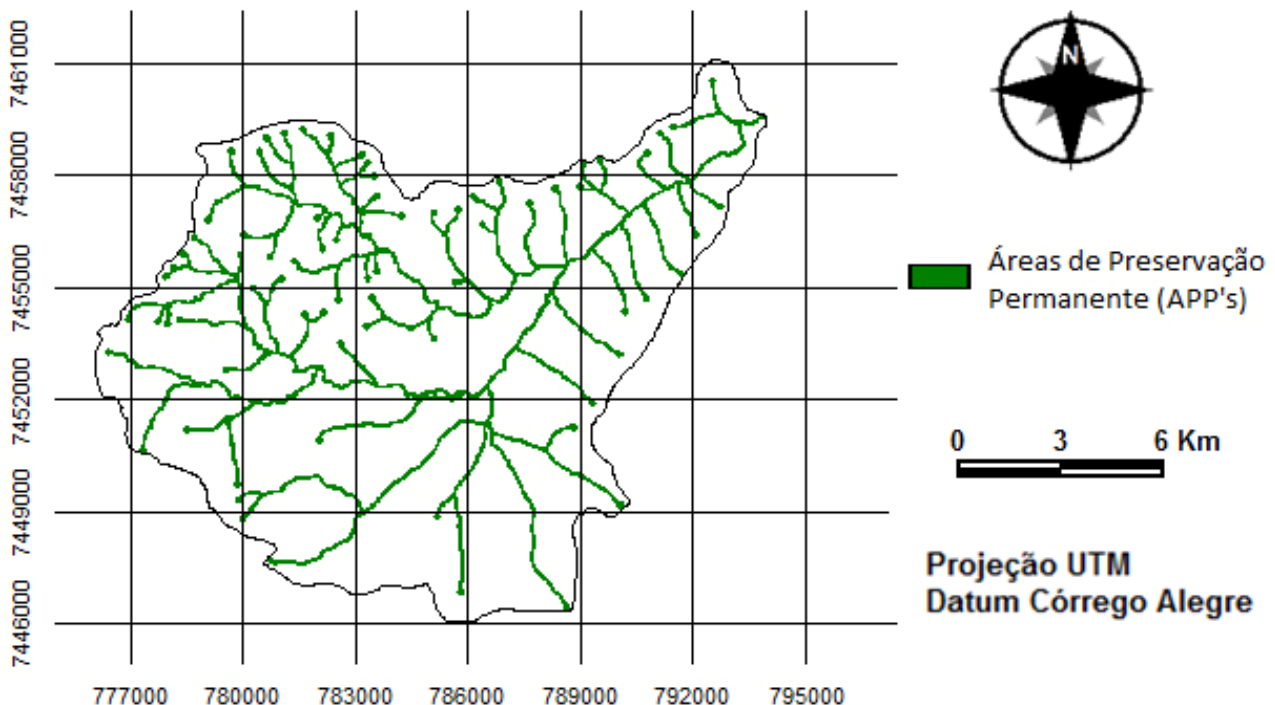 7461000
7458000
7455000
7452000
7449000
7446000
777000 780000 783000 786000 789000 792000 795000
N
Áreas de Preservação
Permanente (APP's)
0 3 6 Km
Projeção UTM
Datum Córrego Alegre